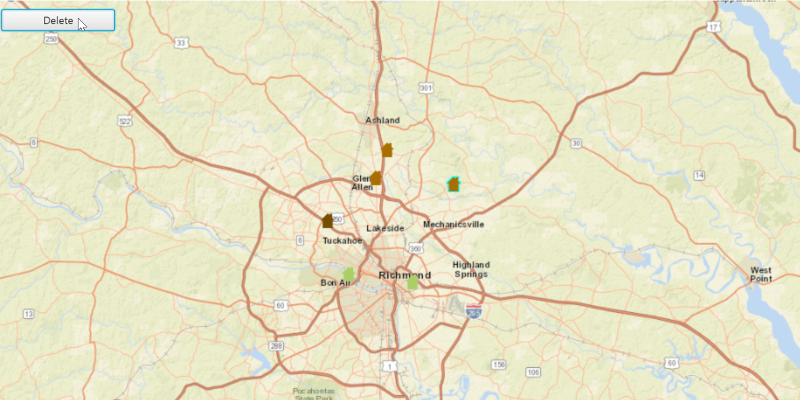 Delete
17
250
33
301
Ashland
522
6
30
14
Glen
Allen
Mechanicsville
Lakeside
6
Tuckahoe
360
Highland
Springs
Richmond
Bon Air
West
Point
60
13
288
1
156
106
60
Pocahontas
State Park